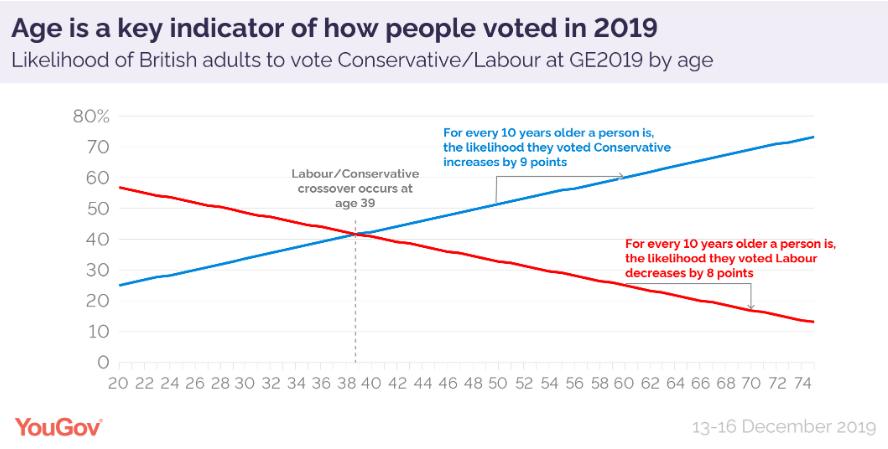 Age is a key indicator of how people voted in 2019
Likelihood of British adults to vote Conservative/Labour at GE2019 by age
80%
70
60
50
40
30
20
10
0
For every 10 years older a person is,
the likelihood they voted Conservative
increases by 9 points
Labour/Conservative
crossover occurs at
age 39
For every 10 years older a person is,
the likelihood they voted Labour
decreases by 8 points
20 22 24 26 28 30 32 34 36 38 40 42 44 46 48 50 52 54 56 58 60 62 64 66 68 70 72 74
YouGov
13-16 December 2019